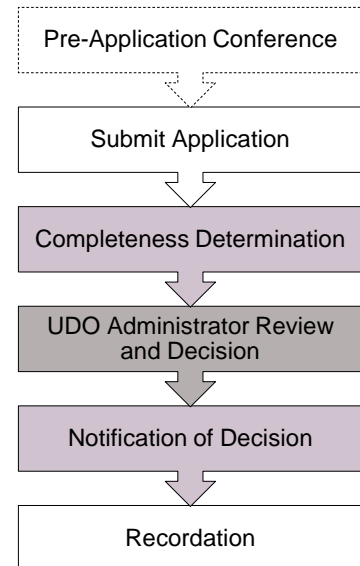 Pre-Application Conference
Submit Application
Completeness Determination
UDO Administrator Review
and Decision
Notification of Decision
Recordation